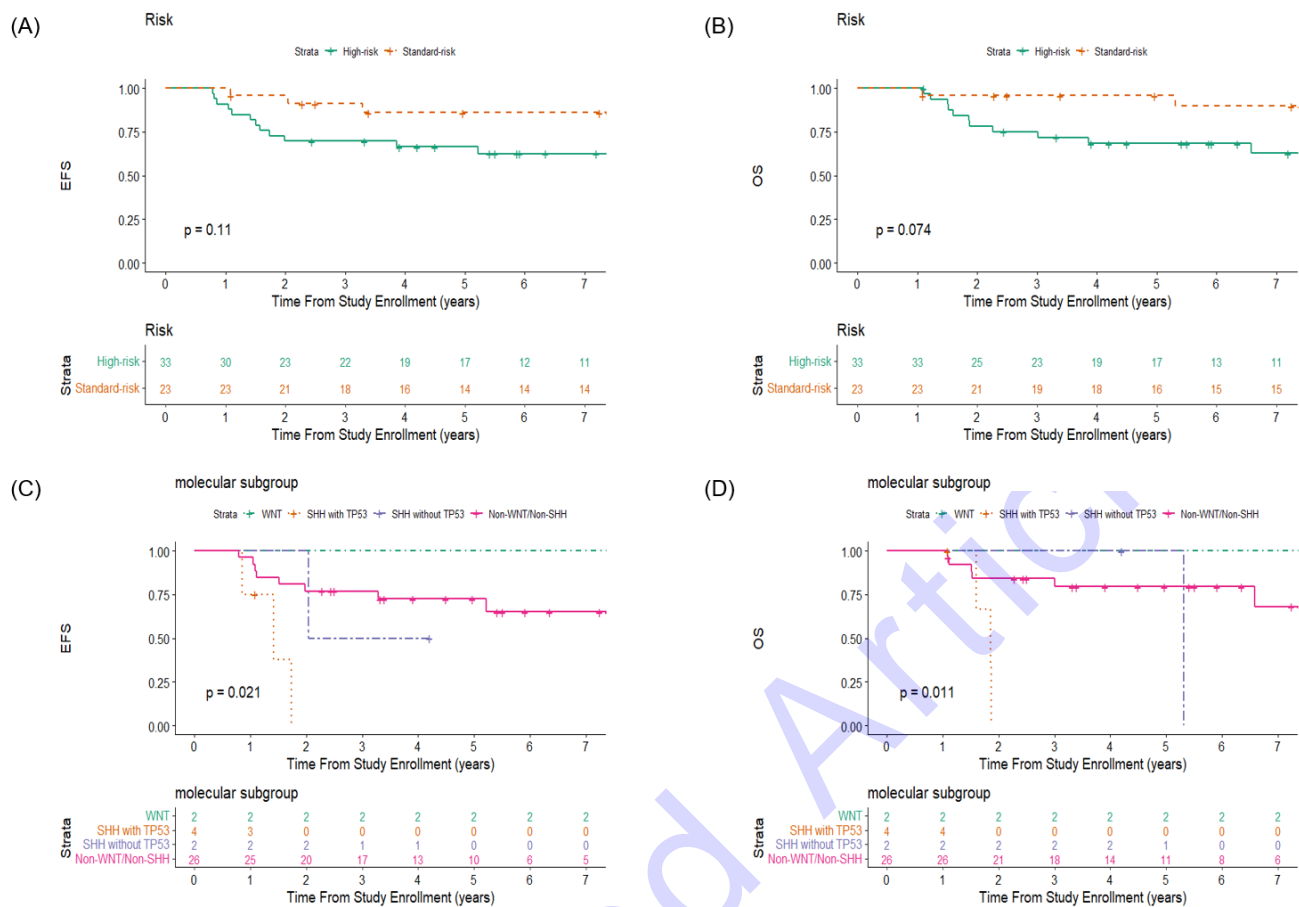 (A)
Risk
Strata High-risk Standard-risk
EFS
1.00
0.75
0.50
0.25
0.00
p = 0.11
0 1 2 3 4 5 6 7
Time From Study Enrollment (years)
Risk
Strata
High-risk 33 30 23 22 19 17 12 11
Standard-risk 23 23 21 18 16 14 14 14
0 1 2 3 4 5 6 7
Time From Study Enrollment (years)
(B)
Risk
Strata High-risk Standard-risk
OS
1.00
0.75
0.50
0.25
0.00
p = 0.074
0 1 2 3 4 5 6 7
Time From Study Enrollment (years)
Risk
Strata
High-risk 33 33 25 23 19 17 13 11
Standard-risk 23 23 21 19 18 16 15 15
0 1 2 3 4 5 6 7
Time From Study Enrollment (years)
(C)
molecular subgroup
Strata WNT SHH with TP53 SHH without TP53 Non-WNT/Non-SHH
EFS
1.00
0.75
0.50
0.25
0.00
p = 0.021
0 1 2 3 4 5 6 7
Time From Study Enrollment (years)
molecular subgroup
Strata
WNT 2 2 2 2 2 2 2 2
SHH with TP53 4 3 0 0 0 0 0 0
SHH without TP53 2 2 2 1 1 0 0 0
Non-WNT/Non-SHH 26 25 20 17 13 10 6 5
0 1 2 3 4 5 6 7
Time From Study Enrollment (years)
(D)
molecular subgroup
Strata WNT SHH with TP53 SHH without TP53 Non-WNT/Non-SHH
OS
1.00
0.75
0.50
0.25
0.00
p = 0.011
0 1 2 3 4 5 6 7
Time From Study Enrollment (years)
molecular subgroup
Strata
WNT 2 2 2 2 2 2 2 2
SHH with TP53 4 4 0 0 0 0 0 0
SHH without TP53 2 2 2 2 2 1 0 0
Non-WNT/Non-SHH 26 26 21 18 14 11 8 6
0 1 2 3 4 5 6 7
Time From Study Enrollment (years)